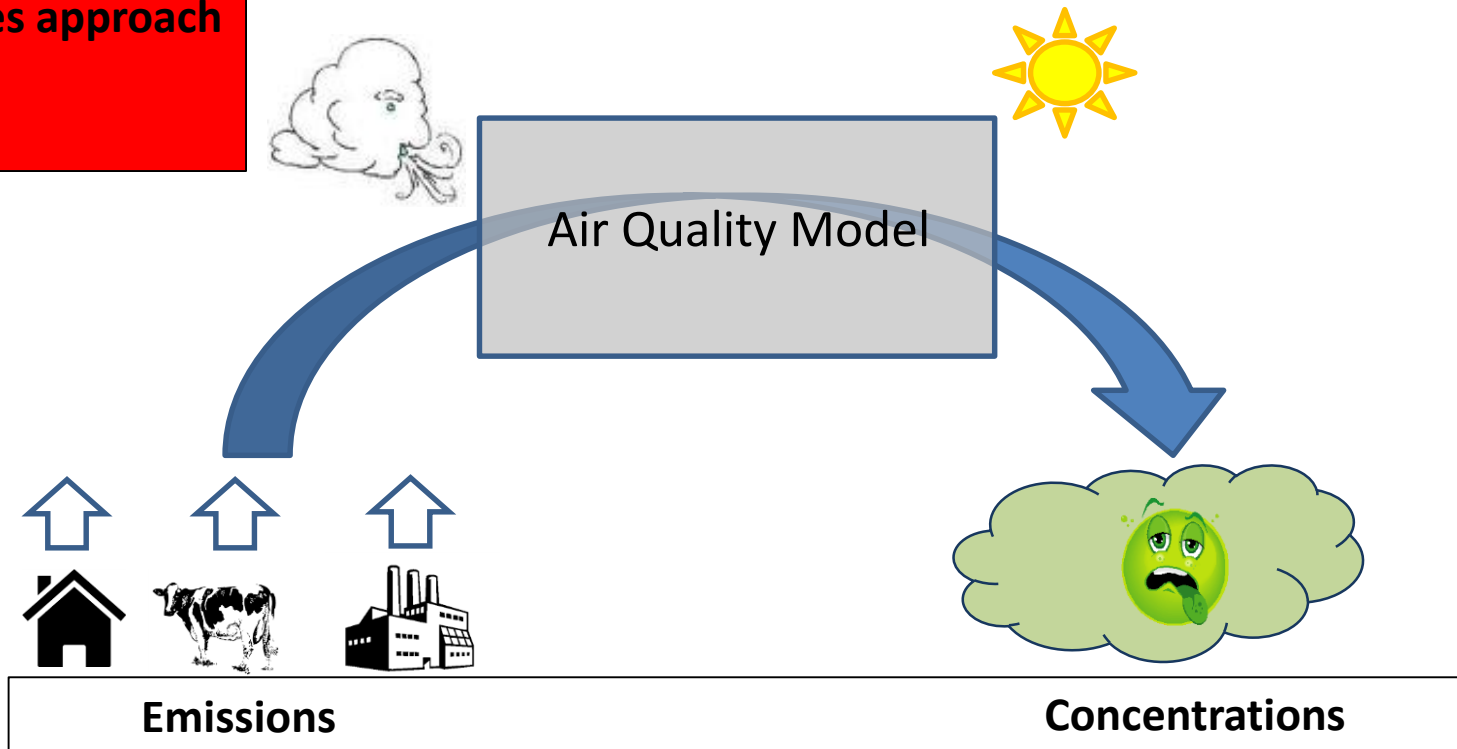 es approach
Air Quality Model
Emissions
Concentrations